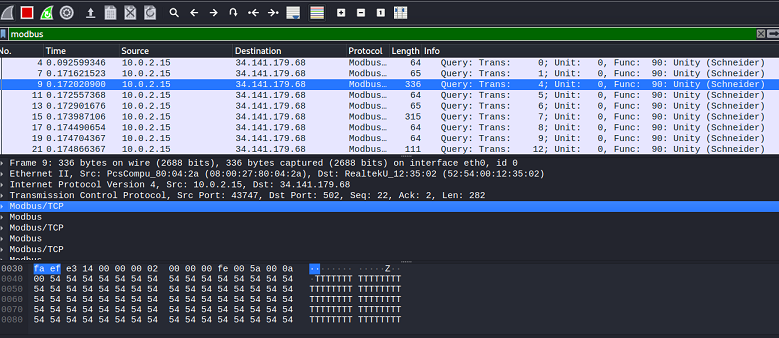 modbus
No. Time Source Destination Protocol Length Info
4 0.092599346 10.0.2.15 34.141.179.68 Modbus… 64 Query: Trans: 0; Unit: 0, Func: 90: Unity (Schneider)
7 0.171621523 10.0.2.15 34.141.179.68 Modbus… 65 Query: Trans: 1; Unit: 0, Func: 90: Unity (Schneider)
9 0.172020900 10.0.2.15 34.141.179.68 Modbus… 336 Query: Trans: 4; Unit: 0, Func: 90: Unity (Schneider)
11 0.172557368 10.0.2.15 34.141.179.68 Modbus… 65 Query: Trans: 5; Unit: 0, Func: 90: Unity (Schneider)
13 0.172901676 10.0.2.15 34.141.179.68 Modbus… 65 Query: Trans: 6; Unit: 0, Func: 90: Unity (Schneider)
15 0.173987106 10.0.2.15 34.141.179.68 Modbus… 315 Query: Trans: 7; Unit: 0, Func: 90: Unity (Schneider)
17 0.174490654 10.0.2.15 34.141.179.68 Modbus… 64 Query: Trans: 8; Unit: 0, Func: 90: Unity (Schneider)
19 0.174704367 10.0.2.15 34.141.179.68 Modbus… 64 Query: Trans: 9; Unit: 0, Func: 90: Unity (Schneider)
21 0.174866367 10.0.2.15 34.141.179.68 Modbus… 111 Query: Trans: 12; Unit: 0, Func: 90: Unity (Schneider)
Frame 9: 336 bytes on wire (2688 bits), 336 bytes captured (2688 bits) on interface eth0, id 0
Ethernet II, Src: PcsCompu_80:04:2a (08:00:27:80:04:2a), Dst: RealtekU_12:35:02 (52:54:00:12:35:02)
Internet Protocol Version 4, Src: 10.0.2.15, Dst: 34.141.179.68
Transmission Control Protocol, Src Port: 43747, Dst Port: 502, Seq: 22, Ack: 2, Len: 282
Modbus/TCP
Modbus
Modbus/TCP
Modbus
Modbus/TCP
Modbus
0030 fa ef e3 14 00 00 00 02 00 00 00 fe 00 5a 00 0a ········ ·····Z··
0040 00 54 54 54 54 54 54 54 54 54 54 54 54 54 54 54 ·TTTTTTT TTTTTTTT
0050 54 54 54 54 54 54 54 54 54 54 54 54 54 54 54 54 TTTTTTTT TTTTTTTT
0060 54 54 54 54 54 54 54 54 54 54 54 54 54 54 54 54 TTTTTTTT TTTTTTTT
0070 54 54 54 54 54 54 54 54 54 54 54 54 54 54 54 54 TTTTTTTT TTTTTTTT
0080 54 54 54 54 54 54 54 54 54 54 54 54 54 54 54 54 TTTTTTTT TTTTTTTT